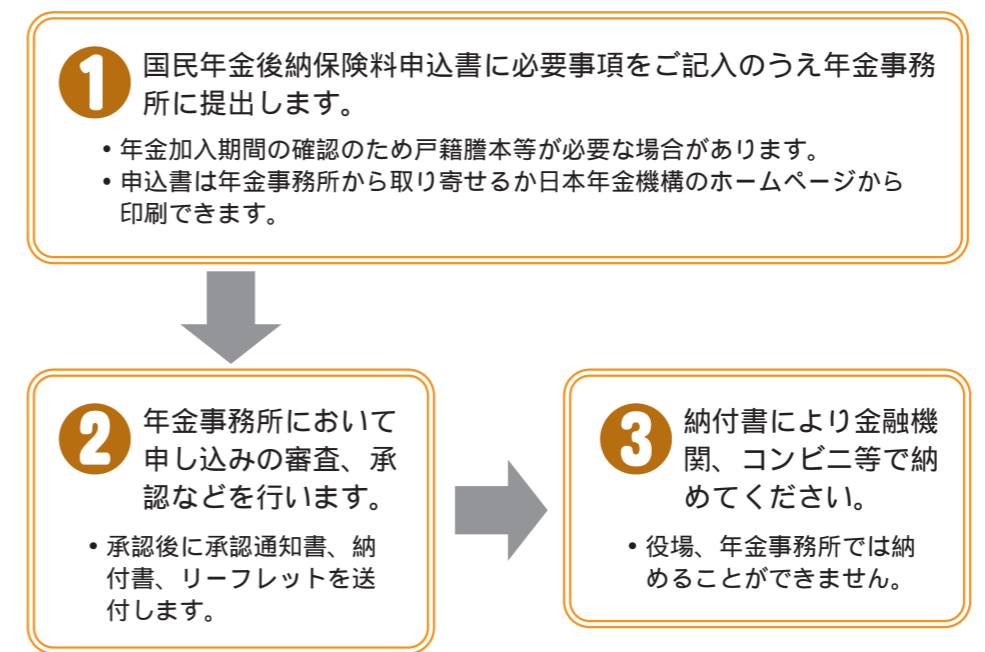 1
国民年金後納保険料申込書に必要事項をご記入のうえ年金事務
所に提出します。
•年金加入期間の確認のため戸籍謄本等が必要な場合があります。
•申込書は年金事務所から取り寄せるか日本年金機構のホームページから
印刷できます。
2
年金事務所において
申し込みの審査、承
認などを行います。
•承認後に承認通知書、納
付書、リーフレットを送
付します。
3
納付書により金融機
関、コンビニ等で納
めてください。
•役場、年金事務所では納
めることができません。